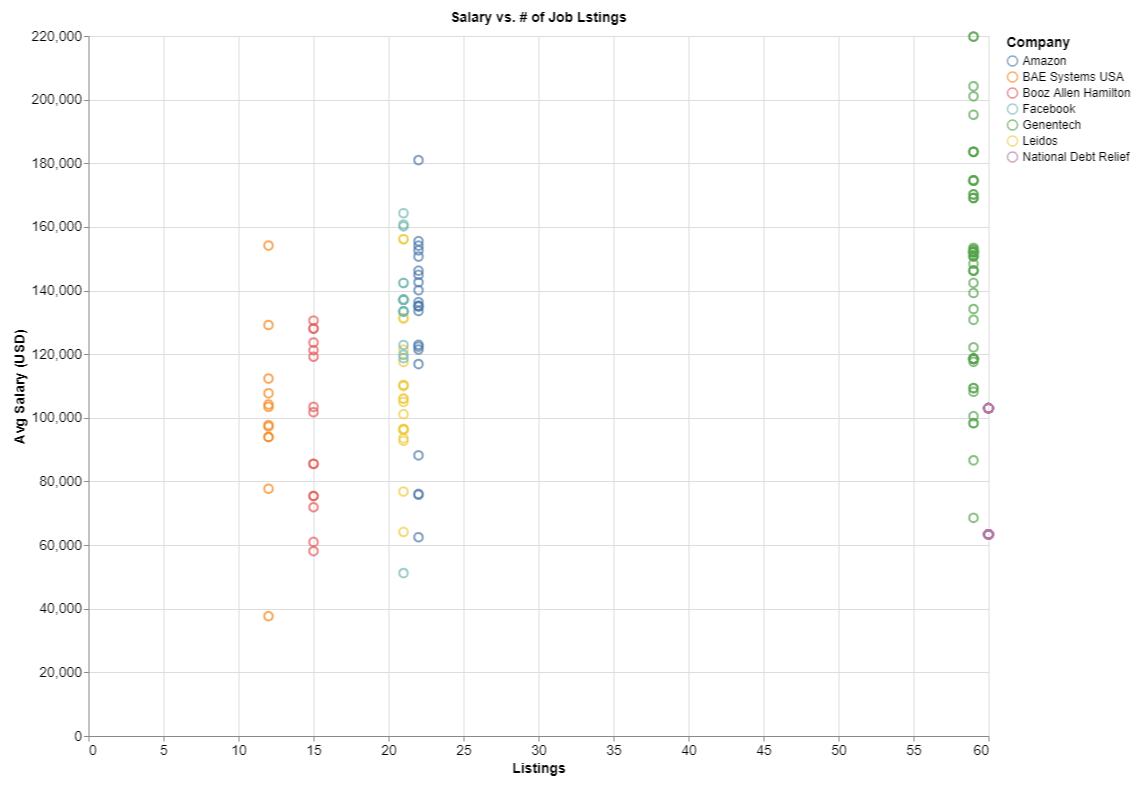 Salary vs. # of Job Lstings
220,000
200,000
180,000
160,000
140,000
120,000
100,000
80,000
60,000
40,000
20,000
0
Avg Salary (USD)
0 5 10 15 20 25 30 35 40 45 50 55 60
Listings
Company
Amazon
BAE Systems USA
Booz Allen Hamilton
Facebook
Genentech
Leidos
National Debt Relief